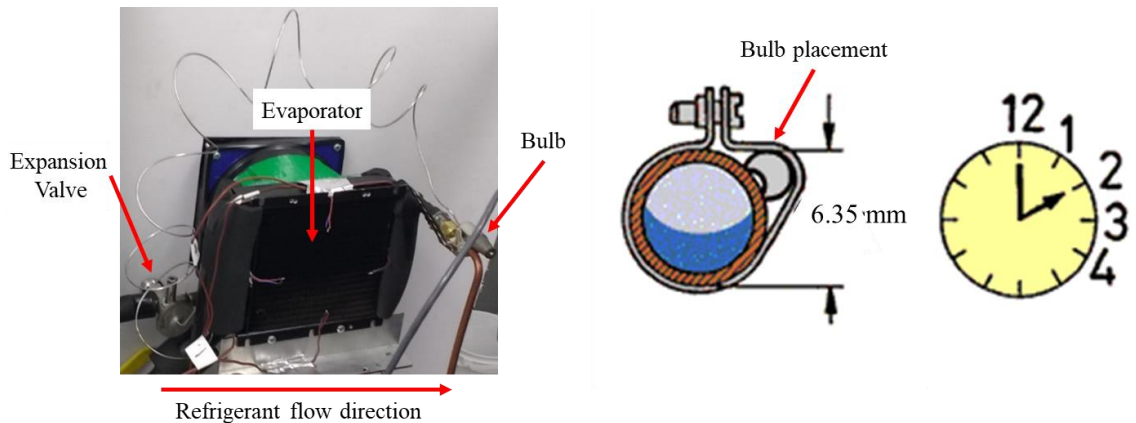 Evaporator
Expansion
Valve
Bulb
Refrigerant flow direction
Bulb placement
6.35 mm
12
1
2
3
4